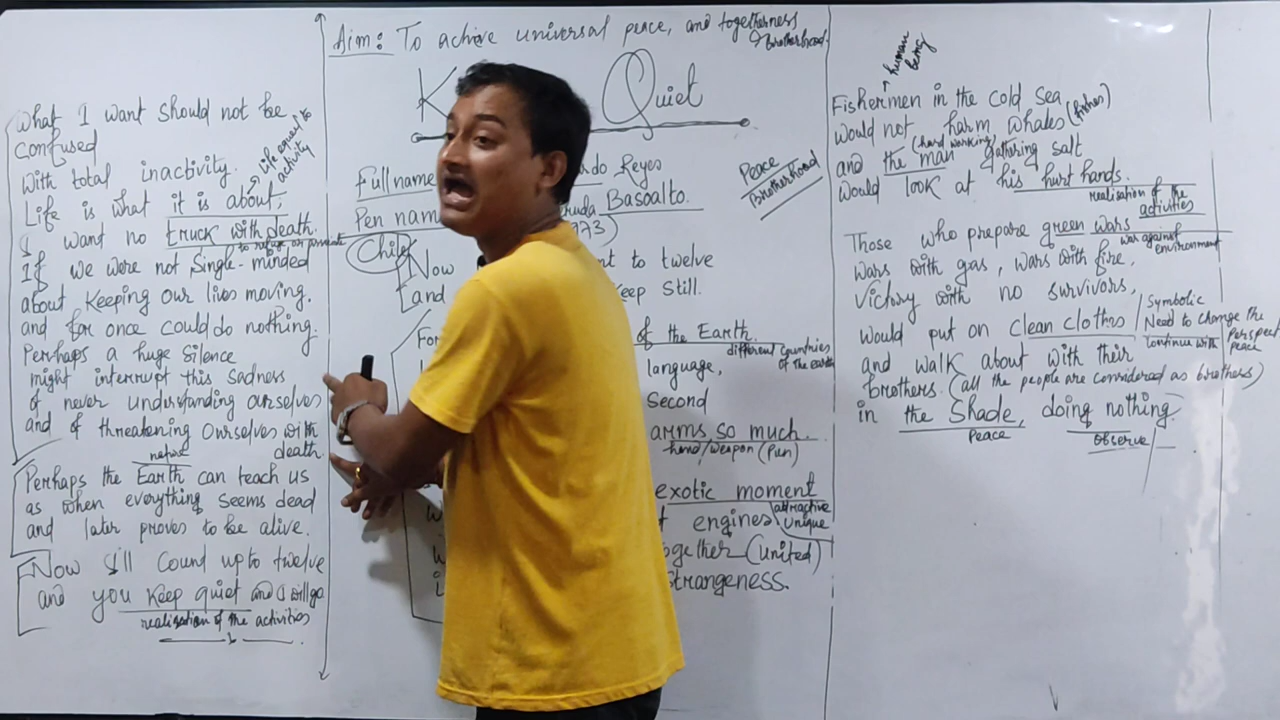 Aim: To achieve universal peace, and togetherness
Brotherhood.
K Quiet
Full name ado Reyes
Basoalto.
Pen name ruda
973)
Chile
Peace
Brotherhood
Now nt to twelve
and keep still.
For of the Earth.
different countries
of the earth
language,
Second
arms so much.
hand/weapon (pun)
exotic moment
attractive
unique
engines
together (united)
strangeness.
What I want should not be
confused
With total inactivity.
Life equal to
activity
Life is what it is about;
I want no truck with death.
to refuse or
If we were not single-minded
about keeping our lives moving.
and for once could do nothing.
Perhaps a huge silence
might interrupt this sadness
of never understanding ourselves
and of threatening ourselves with
death.
Perhaps the Earth can teach us
as when everything seems dead
and later proves to be alive.
Now I'll count up to twelve
and you keep quiet and I will go
realization of the activities
human
being
Fishermen in the cold sea
would not harm whales (fishes)
(hard working)
and the man gathering salt
would look at his hurt hands.
realisation of the
activities
Those who prepare green wars
war against
environment
wars with gas, wars with fire,
victory with no survivors,
would put on clean clothes
Symbolic
Need to change the
perspec
continue with peace
and walk about with their
brothers. (all the people are considered as brothers)
in the Shade, doing nothing.
Peace
observe